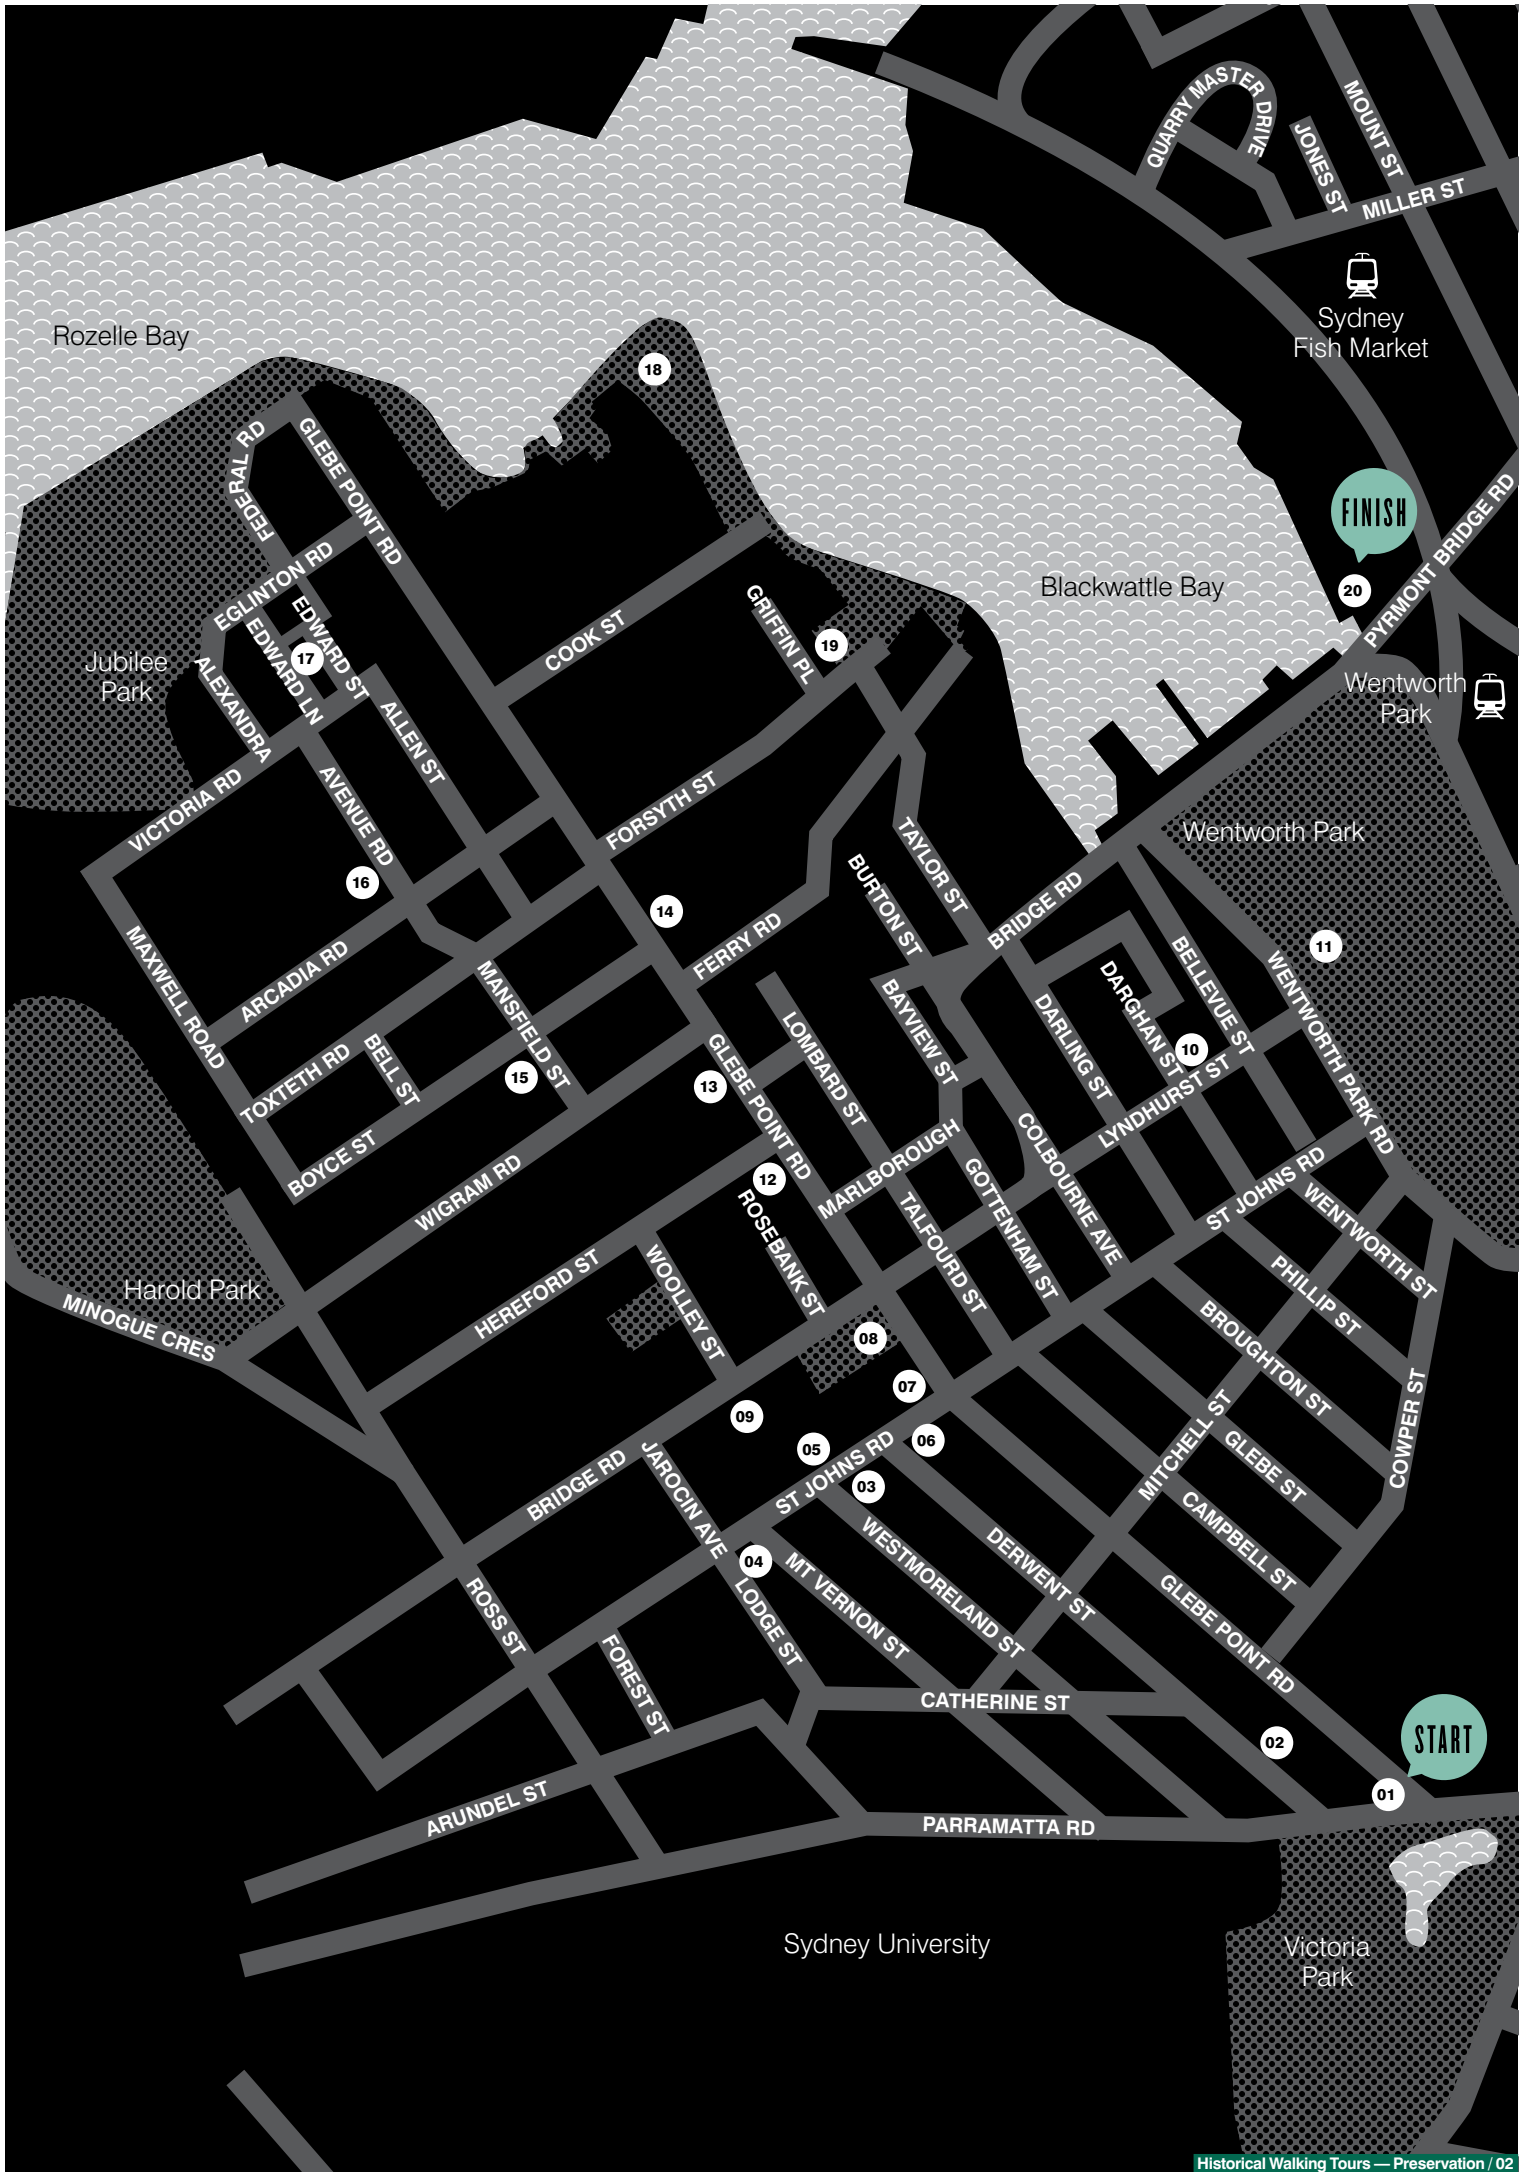 QUARRY MASTER DRIVE
MOUNT ST
JONES ST
MILLER ST
Sydney
Fish Market
Rozelle Bay
18
FEDERAL RD
GLEBE POINT RD
FINISH
PYRMONT BRIDGE RD
EGLINTON RD
Blackwattle Bay
20
GRIFFIN PL
COOK ST
19
EDWARD ST
EDWARD LN
17
Jubilee
Park
ALEXANDRA
Wentworth
Park
ALLEN ST
AVENUE RD
VICTORIA RD
FORSYTH ST
Wentworth Park
TAYLOR ST
BURTON ST
BRIDGE RD
16
14
11
MAXWELL ROAD
ARCADIA RD
FERRY RD
MANSFIELD ST
BAYVIEW ST
DARGHAN ST
BELLEVUE ST
WENTWORTH PARK RD
LOMBARD ST
DARLING ST
10
TOXTETH RD
BELL ST
15
13
GLEBE POINT RD
LYNDHURST ST
BOYCE ST
WIGRAM RD
12
MARLBOROUGH
COLBOURNE AVE
GOTTENHAM ST
ST JOHNS RD
ROSEBANK ST
TALFOURD ST
WENTWORTH ST
Harold Park
MINOGUE CRES
HEREFORD ST
WOOLLEY ST
PHILLIP ST
BROUGHTON ST
08
07
09
COWPER ST
05
06
MITCHELL ST
GLEBE ST
BRIDGE RD
JAROCIN AVE
ST JOHNS RD
03
CAMPBELL ST
04
WESTMORELAND ST
DERWENT ST
MT VERNON ST
ROSS ST
LODGE ST
GLEBE POINT RD
FOREST ST
CATHERINE ST
START
02
01
ARUNDEL ST
PARRAMATTA RD
Sydney University
Victoria
Park
Historical Walking Tours — Preservation / 02